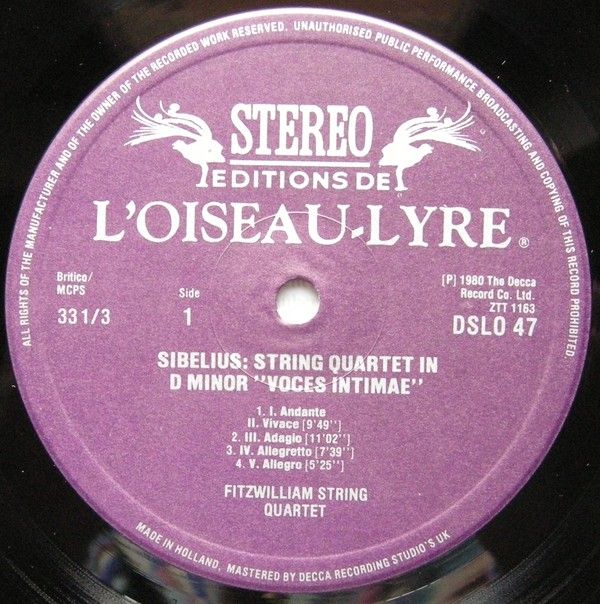 ALL RIGHTS OF THE MANUFACTURER AND OF THE OWNER OF THE RECORDED WORK RESERVED. UNAUTHORISED PUBLIC PERFORMANCE BROADCASTING AND COPYING OF THIS RECORD PROHIBITED.
STEREO
EDITIONS DE
L'OISEAU-LYRE ®
Britico/
MCPS
33 1/3
Side
1
[P] 1980 The Decca
Record Co. Ltd.
ZTT 1163
DSLO 47
SIBELIUS: STRING QUARTET IN
D MINOR "VOCES INTIMAE"
1. I. Andante
II. Vivace [9'49'']
2. III. Adagio [11'02'']
3. IV. Allegretto [7'39'']
4. V. Allegro [5'25'']
FITZWILLIAM STRING
QUARTET
MADE IN HOLLAND, MASTERED BY DECCA RECORDING STUDIO'S UK